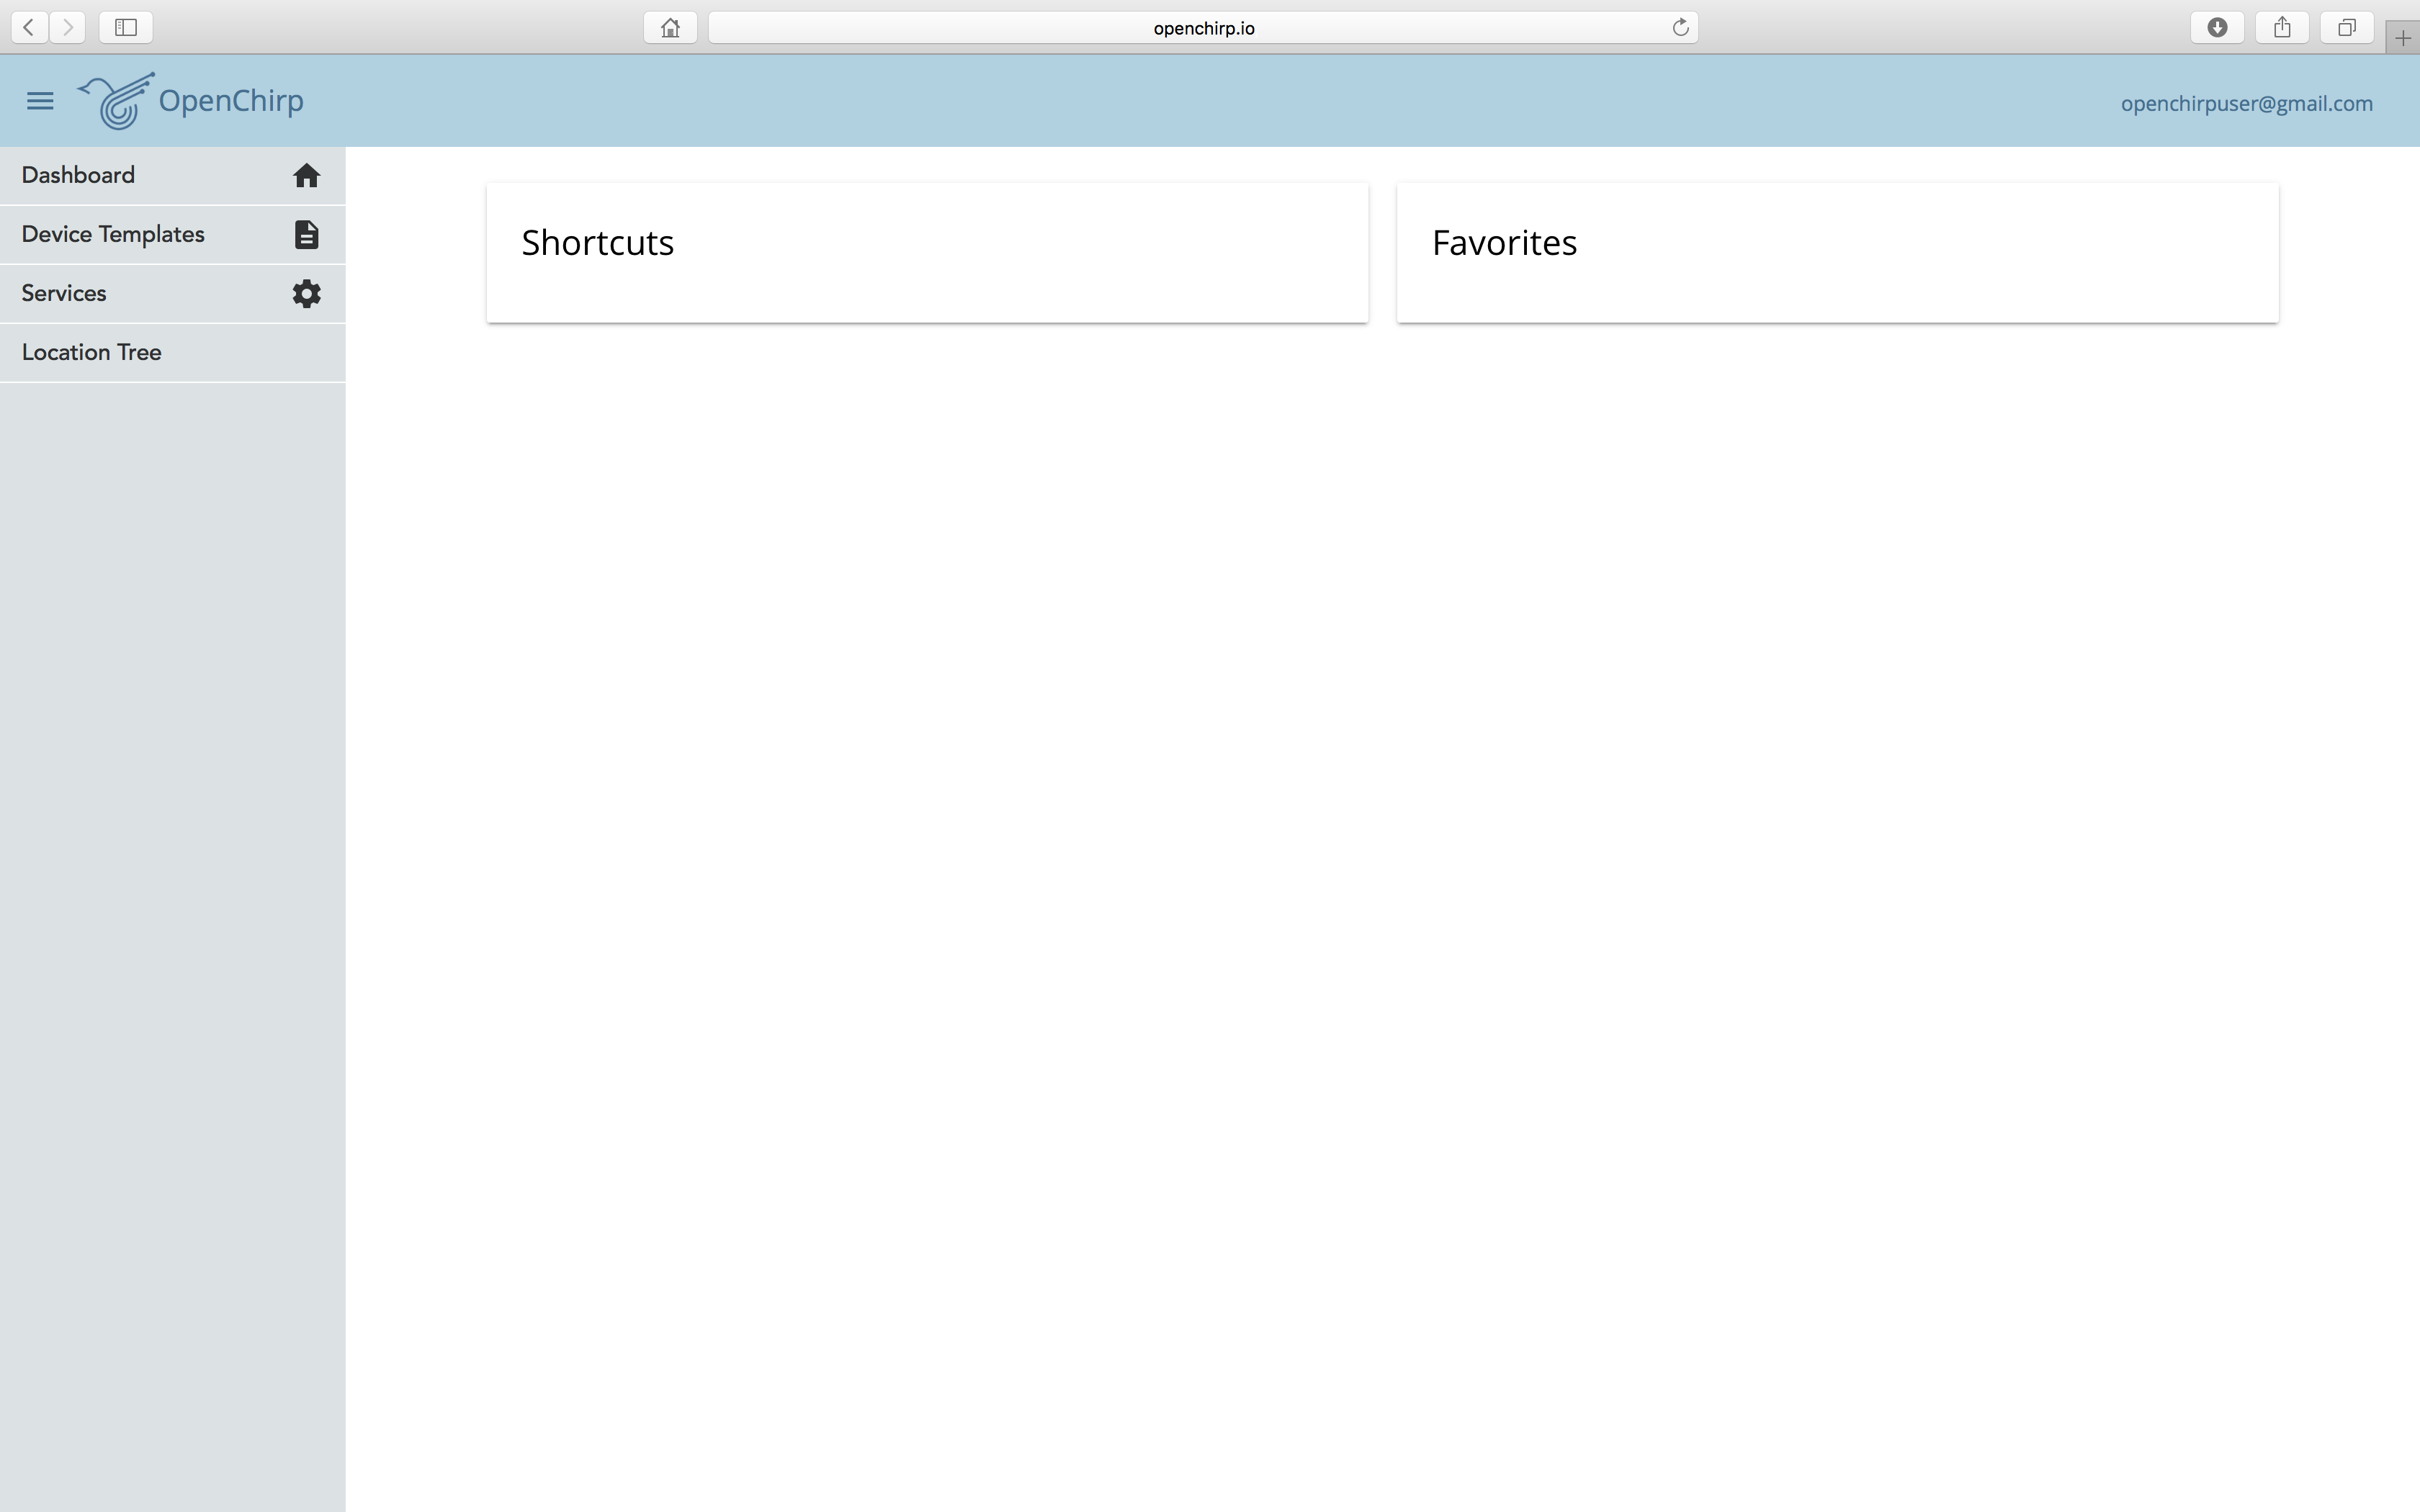 openchirp.io
OpenChirp
openchirpuser@gmail.com
Dashboard
Device Templates
Services
Location Tree
Shortcuts
Favorites